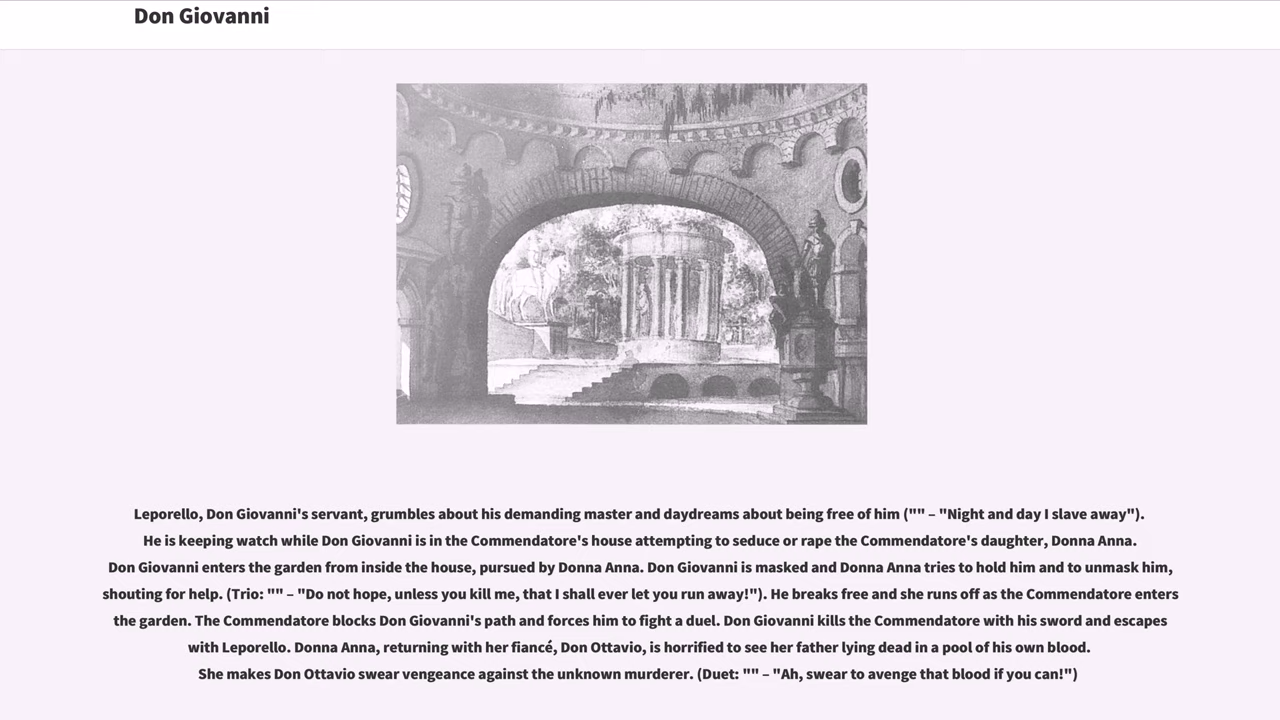 Don Giovanni
Leporello, Don Giovanni's servant, grumbles about his demanding master and daydreams about being free of him ("" – "Night and day I slave away").
He is keeping watch while Don Giovanni is in the Commendatore's house attempting to seduce or rape the Commendatore's daughter, Donna Anna.
Don Giovanni enters the garden from inside the house, pursued by Donna Anna. Don Giovanni is masked and Donna Anna tries to hold him and to unmask him,
shouting for help. (Trio: "" – "Do not hope, unless you kill me, that I shall ever let you run away!"). He breaks free and she runs off as the Commendatore enters
the garden. The Commendatore blocks Don Giovanni's path and forces him to fight a duel. Don Giovanni kills the Commendatore with his sword and escapes
with Leporello. Donna Anna, returning with her fiancé, Don Ottavio, is horrified to see her father lying dead in a pool of his own blood.
She makes Don Ottavio swear vengeance against the unknown murderer. (Duet: "" – "Ah, swear to avenge that blood if you can!")